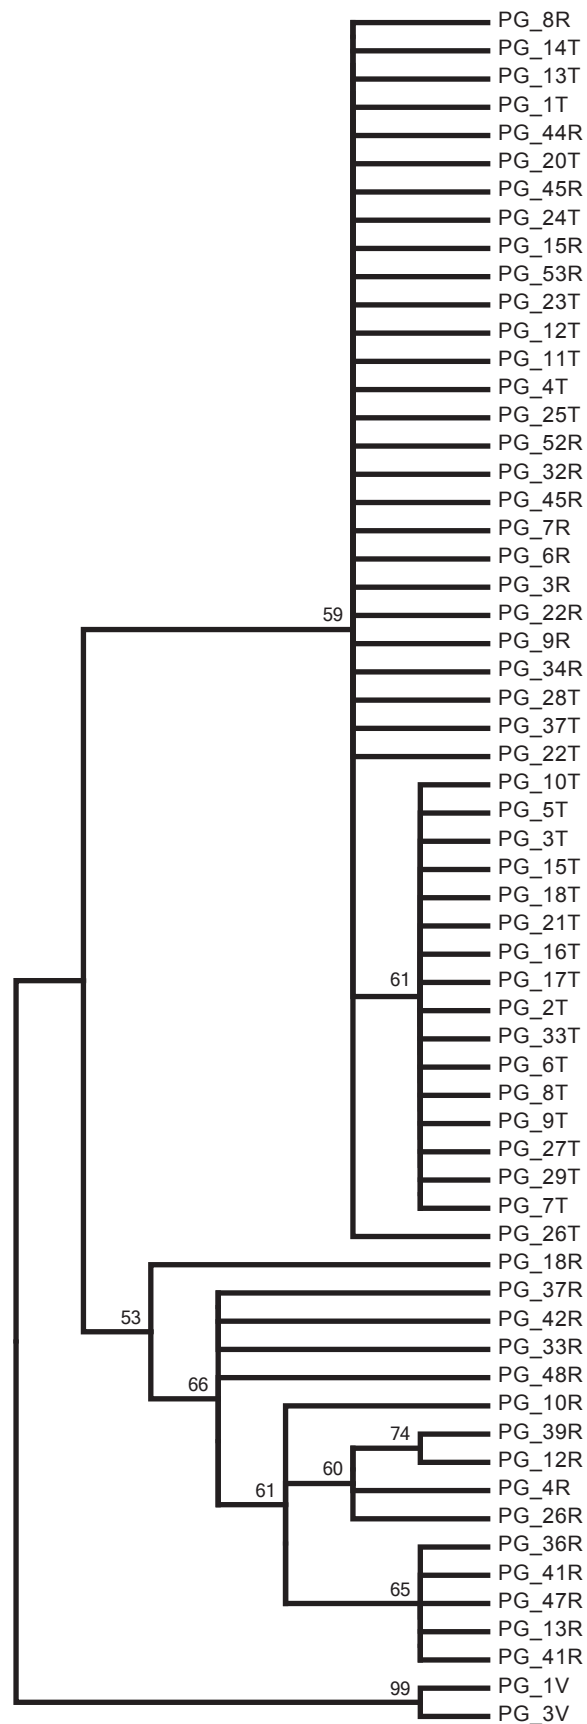 PG_8R
PG_14T
PG_13T
PG_1T
PG_44R
PG_20T
PG_45R
PG_24T
PG_15R
PG_53R
PG_23T
PG_12T
PG_11T
PG_4T
PG_25T
PG_52R
PG_32R
PG_45R
PG_7R
PG_6R
PG_3R
59 PG_22R
PG_9R
PG_34R
PG_28T
PG_37T
PG_22T
PG_10T
PG_5T
PG_3T
PG_15T
PG_18T
PG_21T
PG_16T
61 PG_17T
PG_2T
PG_33T
PG_6T
PG_8T
PG_9T
PG_27T
PG_29T
PG_7T
PG_26T
PG_18R
PG_37R
53 PG_42R
PG_33R
66 PG_48R
PG_10R
74 PG_39R
PG_12R
60
61 PG_4R
PG_26R
PG_36R
PG_41R
65 PG_47R
PG_13R
PG_41R
99 PG_1V
PG_3V